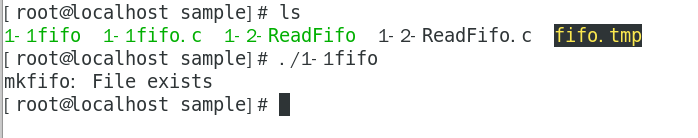 [root@localhost sample]# ls
1-1fifo 1-1fifo.c 1-2-ReadFifo 1-2-ReadFifo.c fifo.tmp
[root@localhost sample]# ./1-1fifo
mkfifo: File exists
[root@localhost sample]#